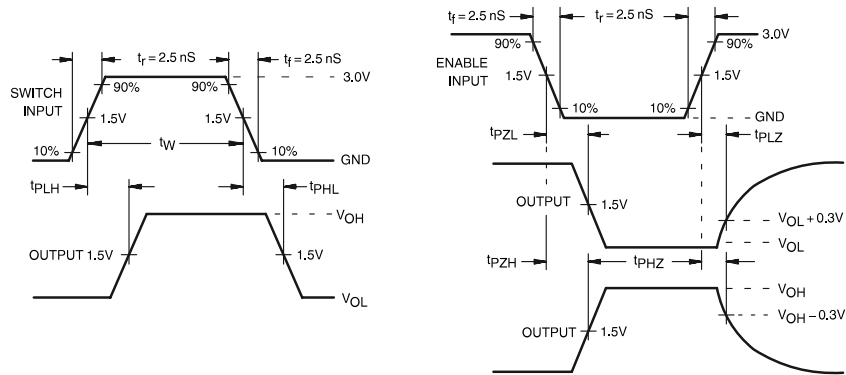 tr = 2.5 nS
tf = 2.5 nS
90%
90%
3.0V
SWITCH
INPUT
1.5V
1.5V
tW
10%
10%
GND
tPLH
tPHL
VOH
OUTPUT 1.5V
1.5V
VOL
tf = 2.5 nS
tr = 2.5 nS
3.0V
90%
90%
ENABLE
INPUT
1.5V
1.5V
10%
10%
GND
tPZL
tPLZ
OUTPUT
1.5V
VOL + 0.3V
VOL
tPZH
tPHZ
VOH
VOH – 0.3V
OUTPUT
1.5V